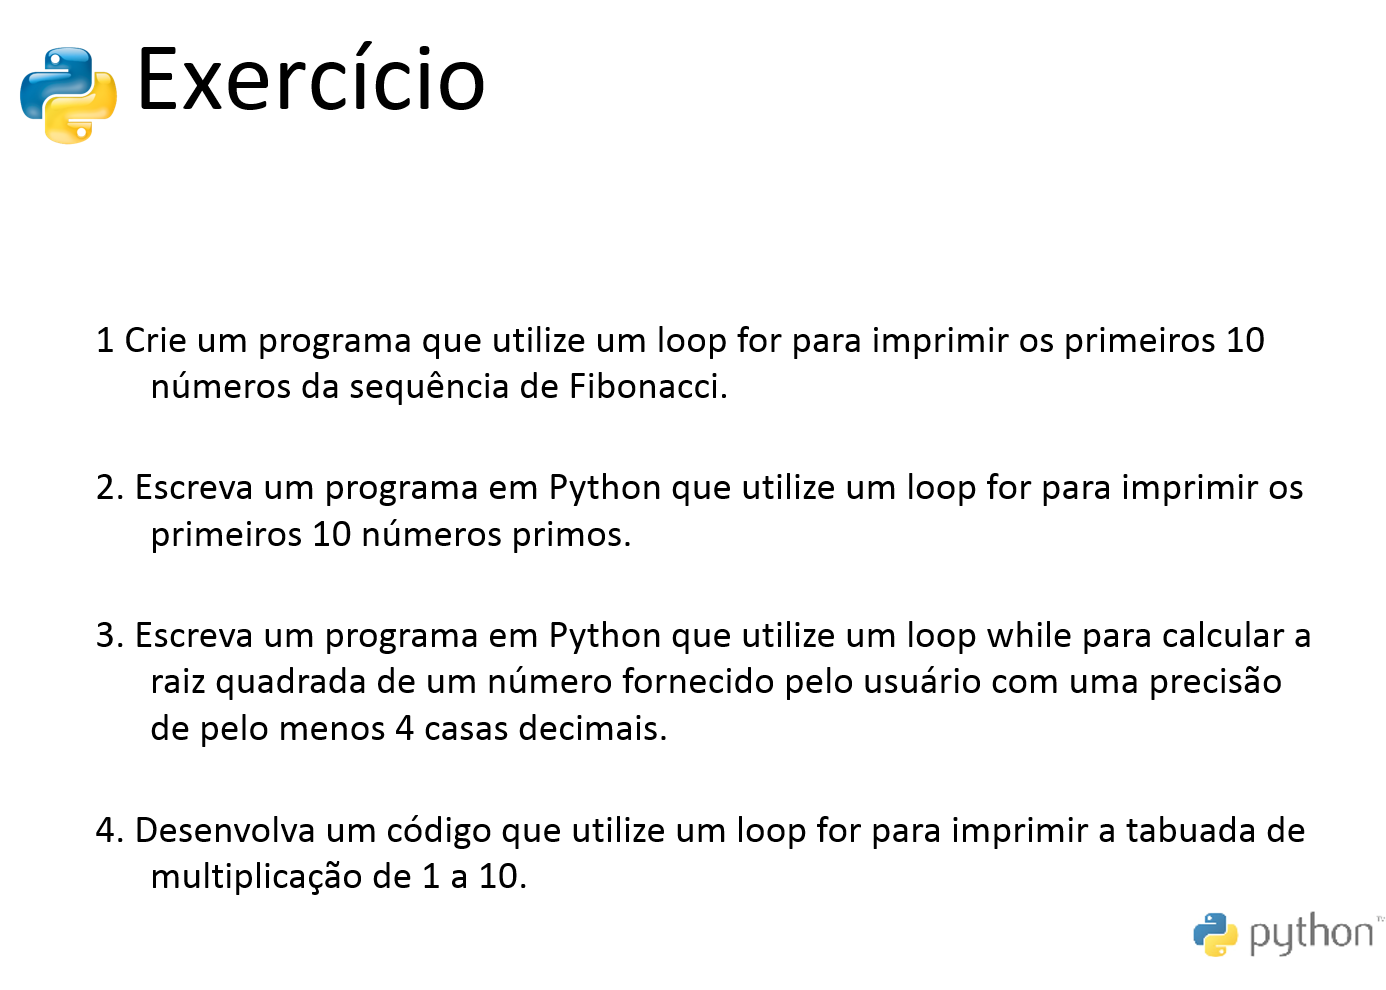 Exercício
1 Crie um programa que utilize um loop for para imprimir os primeiros 10
números da sequência de Fibonacci.
2. Escreva um programa em Python que utilize um loop for para imprimir os
primeiros 10 números primos.
3. Escreva um programa em Python que utilize um loop while para calcular a
raiz quadrada de um número fornecido pelo usuário com uma precisão
de pelo menos 4 casas decimais.
4. Desenvolva um código que utilize um loop for para imprimir a tabuada de
multiplicação de 1 a 10.
python™